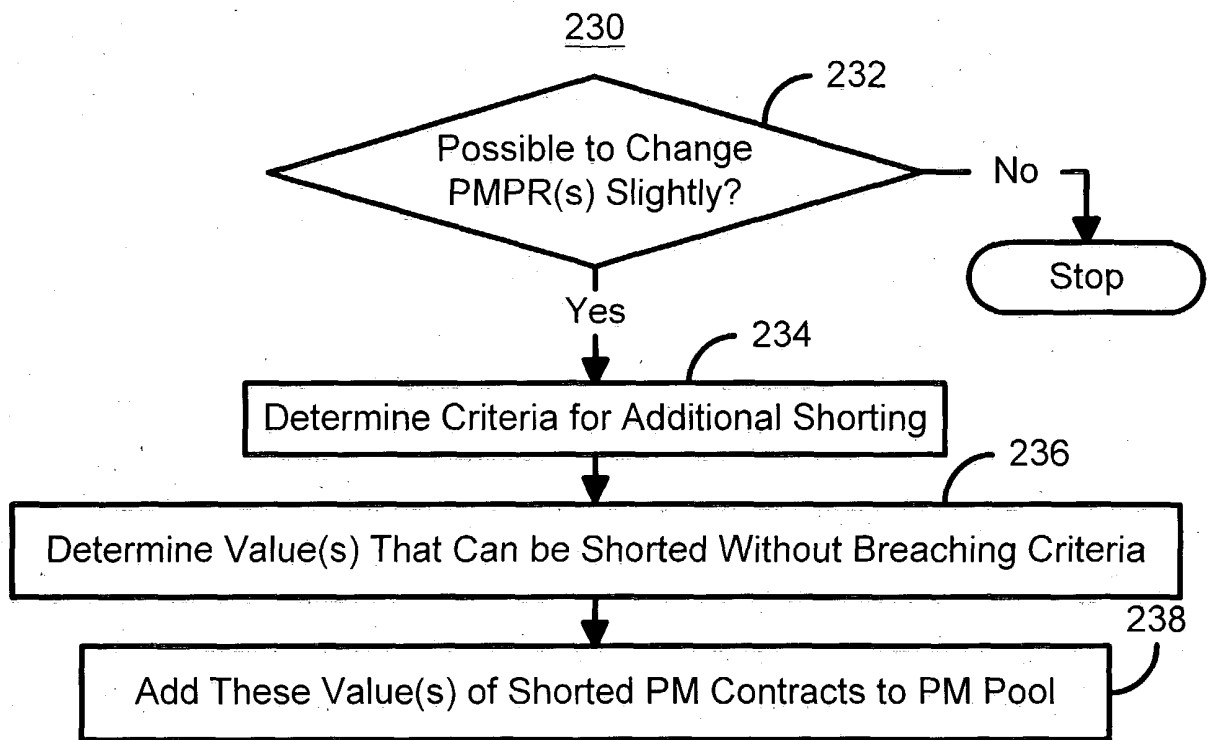 230
232
Possible to Change
PMPR(s) Slightly?
No
Stop
Yes
234
Determine Criteria for Additional Shorting
236
Determine Value(s) That Can be Shorted Without Breaching Criteria
238
Add These Value(s) of Shorted PM Contracts to PM Pool